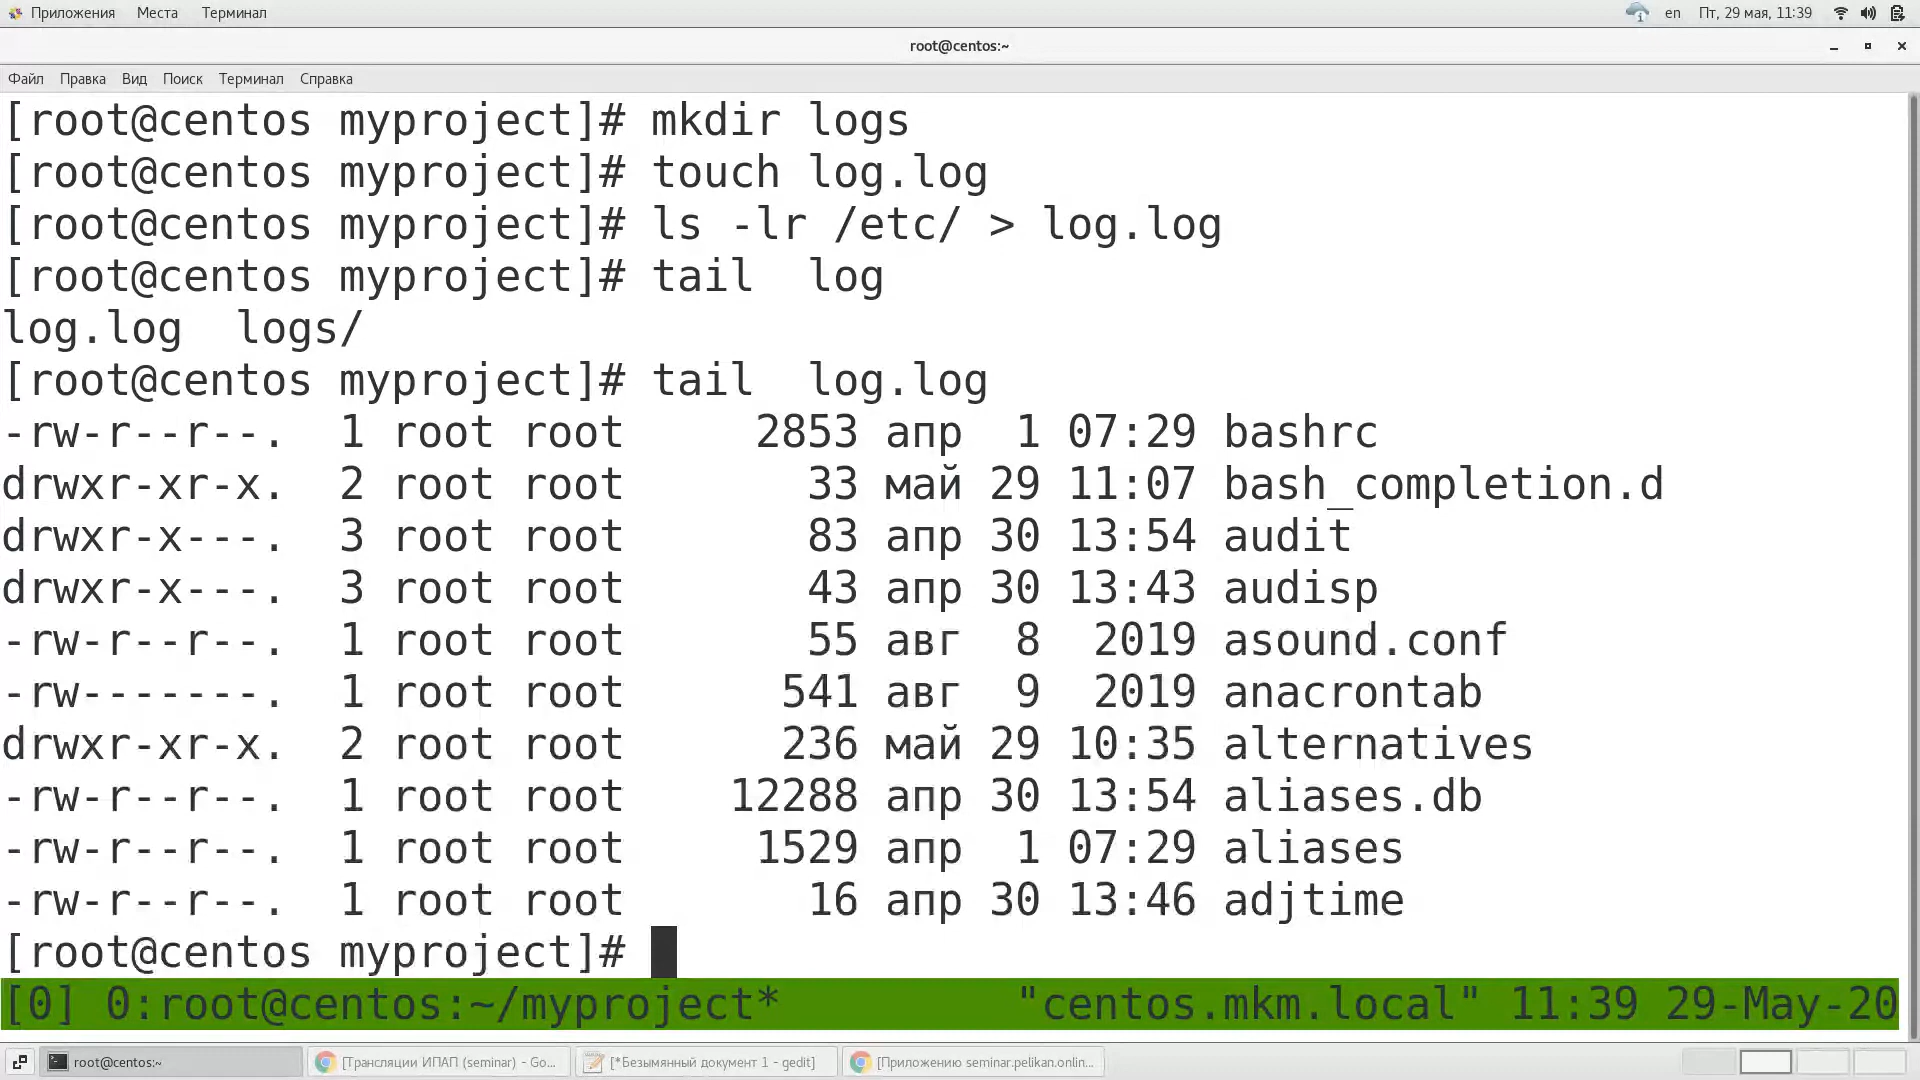 Приложения Места Терминал en Пт, 29 мая, 11:39
root@centos:~
Файл Правка Вид Поиск Терминал Справка
[root@centos myproject]# mkdir logs
[root@centos myproject]# touch log.log
[root@centos myproject]# ls -lr /etc/ > log.log
[root@centos myproject]# tail  log
log.log  logs/
[root@centos myproject]# tail  log.log
-rw-r--r--.  1 root root     2853 апр  1 07:29 bashrc
drwxr-xr-x.  2 root root       33 май 29 11:07 bash_completion.d
drwxr-x---.  3 root root       83 апр 30 13:54 audit
drwxr-x---.  3 root root       43 апр 30 13:43 audisp
-rw-r--r--.  1 root root       55 авг  8  2019 asound.conf
-rw-------.  1 root root      541 авг  9  2019 anacrontab
drwxr-xr-x.  2 root root      236 май 29 10:35 alternatives
-rw-r--r--.  1 root root    12288 апр 30 13:54 aliases.db
-rw-r--r--.  1 root root     1529 апр  1 07:29 aliases
-rw-r--r--.  1 root root       16 апр 30 13:46 adjtime
[root@centos myproject]#
[0] 0:root@centos:~/myproject* "centos.mkm.local" 11:39 29-May-20
root@centos:~ [Трансляции ИПАП (seminar) - Go... [*Безымянный документ 1 - gedit] [Приложению seminar.pelikan.onlin...